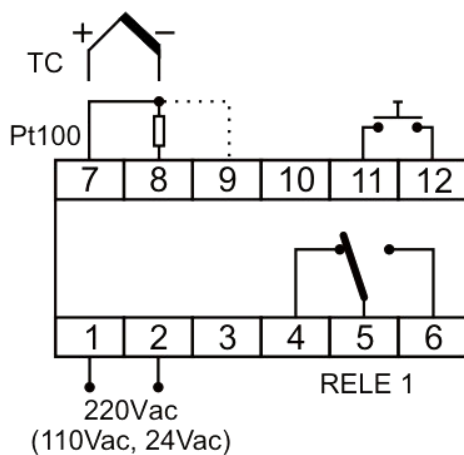 + −
TC
Pt100
7 8 9 10 11 12
1 2 3 4 5 6
RELE 1
220Vac
(110Vac, 24Vac)